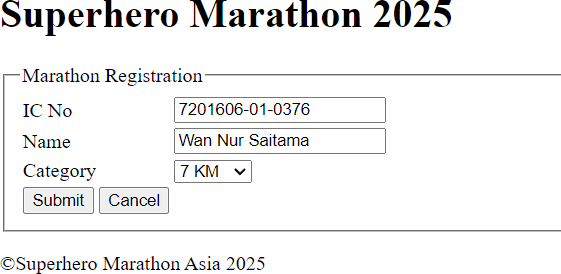 Superhero Marathon 2025
Marathon Registration
IC No 7201606-01-0376
Name Wan Nur Saitama
Category 7 KM
Submit Cancel
©Superhero Marathon Asia 2025